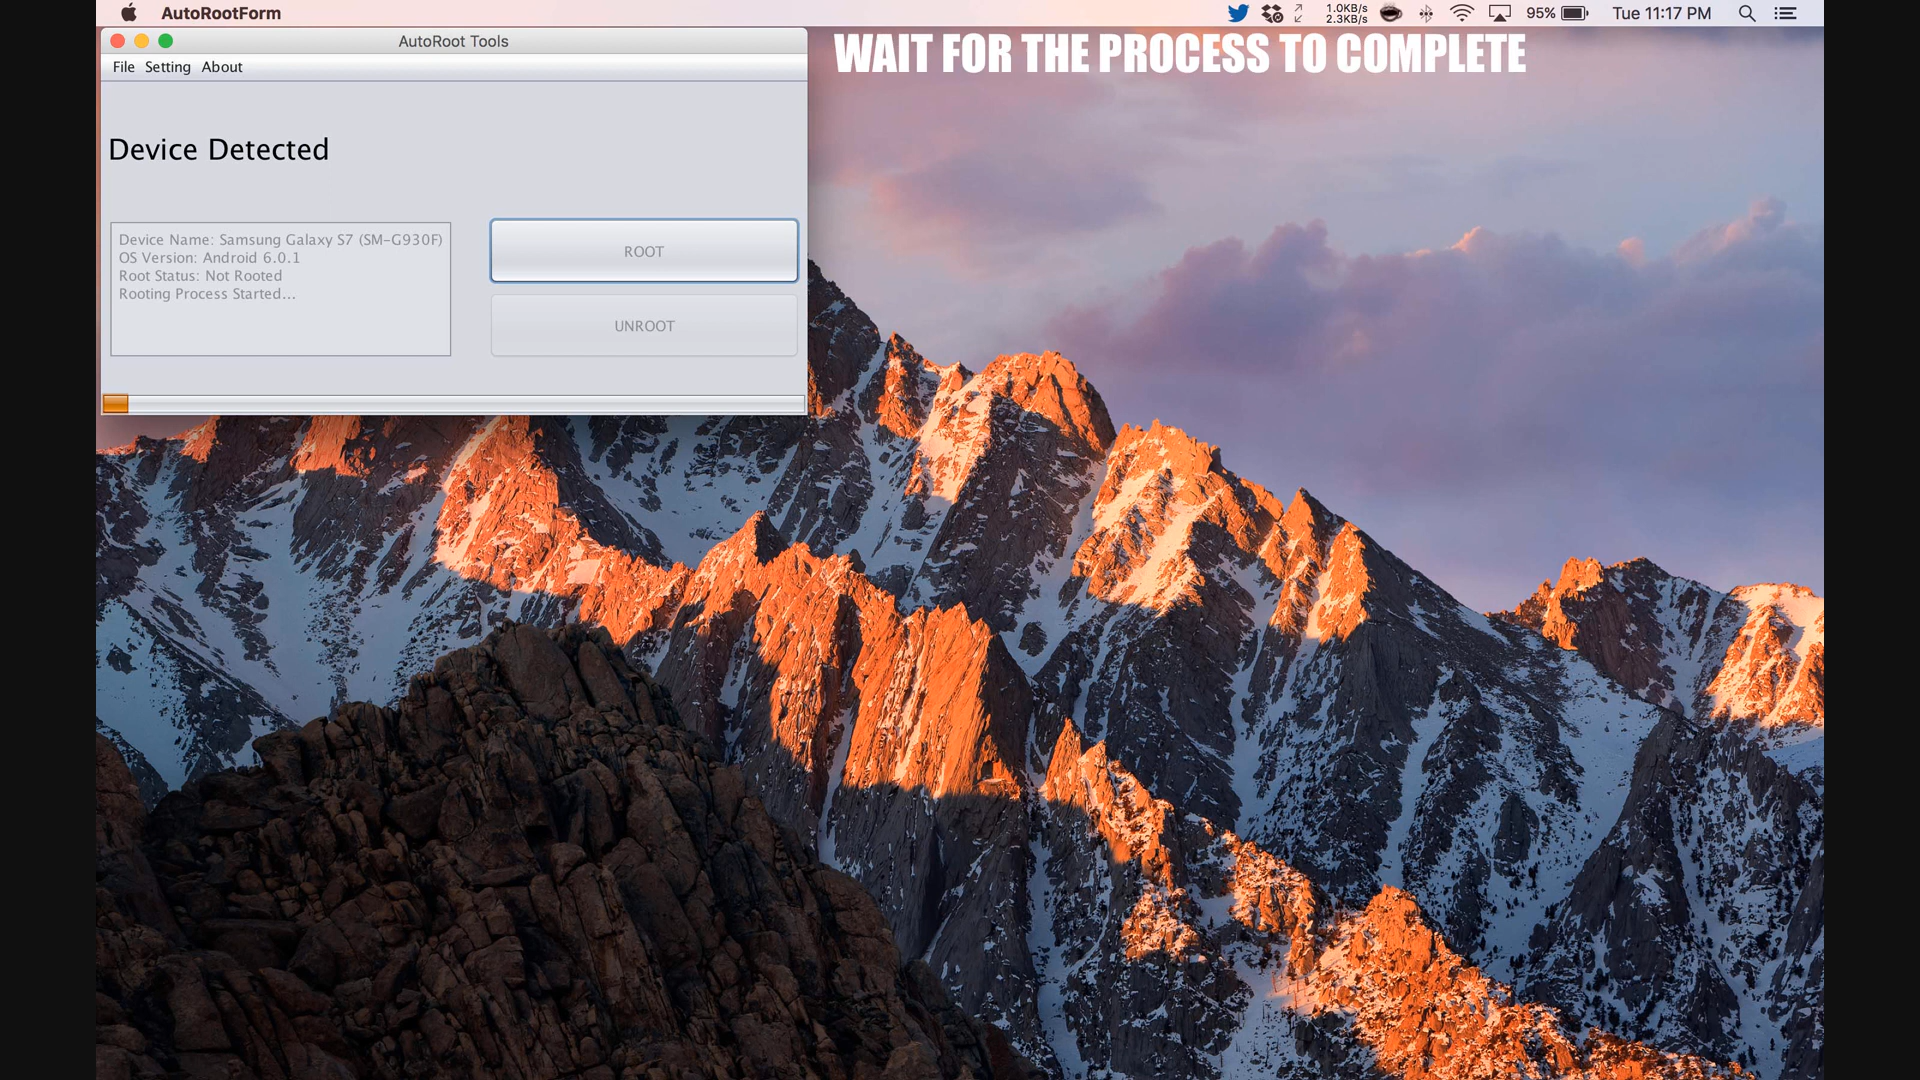 AutoRootForm
1.0KB/s
2.3KB/s
95%
Tue 11:17 PM
AutoRoot Tools
WAIT FOR THE PROCESS TO COMPLETE
File Setting About
Device Detected
Device Name: Samsung Galaxy S7 (SM-G930F)
OS Version: Android 6.0.1
Root Status: Not Rooted
Rooting Process Started...
ROOT
UNROOT